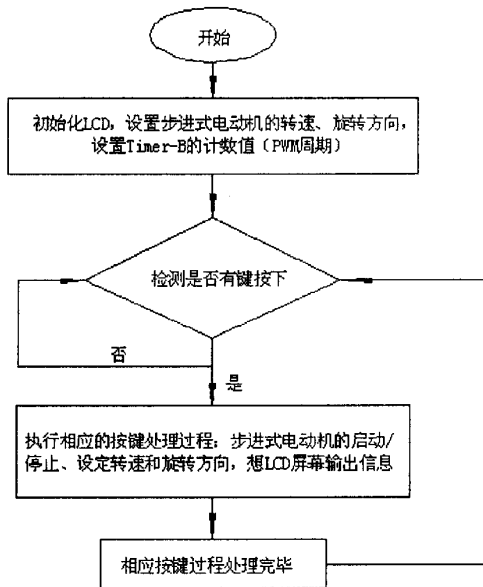 开始
初始化LCD，设置步进式电动机的转速、旋转方向，
设置Timer-B的计数值（PWM周期）
检测是否有键按下
否
是
执行相应的按键处理过程：步进式电动机的启动/
停止、设定转速和旋转方向，想LCD屏幕输出信息
相应按键过程处理完毕